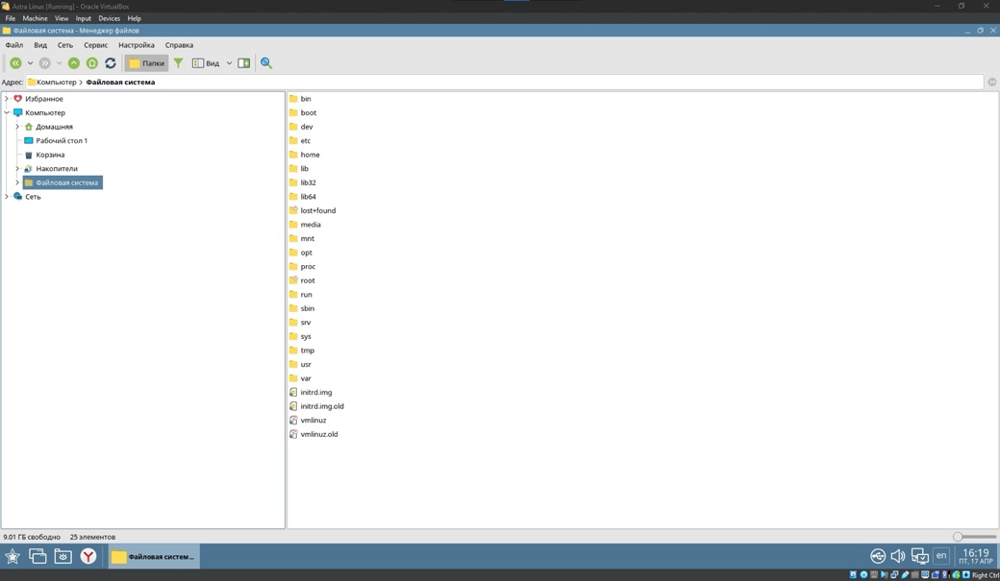 Astra Linux [Running] - Oracle VirtualBox
File Machine View Input Devices Help
Файловая система - Менеджер файлов
Файл Вид Сеть Сервис Настройка Справка
Папки Вид
Адрес: Компьютер Файловая система
Избранное
Компьютер
Домашняя
Рабочий стол 1
Корзина
Накопители
Файловая система
Сеть
bin
boot
dev
etc
home
lib
lib32
lib64
lost+found
media
mnt
opt
proc
root
run
sbin
srv
sys
tmp
usr
var
initrd.img
initrd.img.old
vmlinuz
vmlinuz.old
9.01 ГБ свободно 25 элементов
Файловая систем...
en
16:19
ПТ, 17 АПР
Right Ctrl